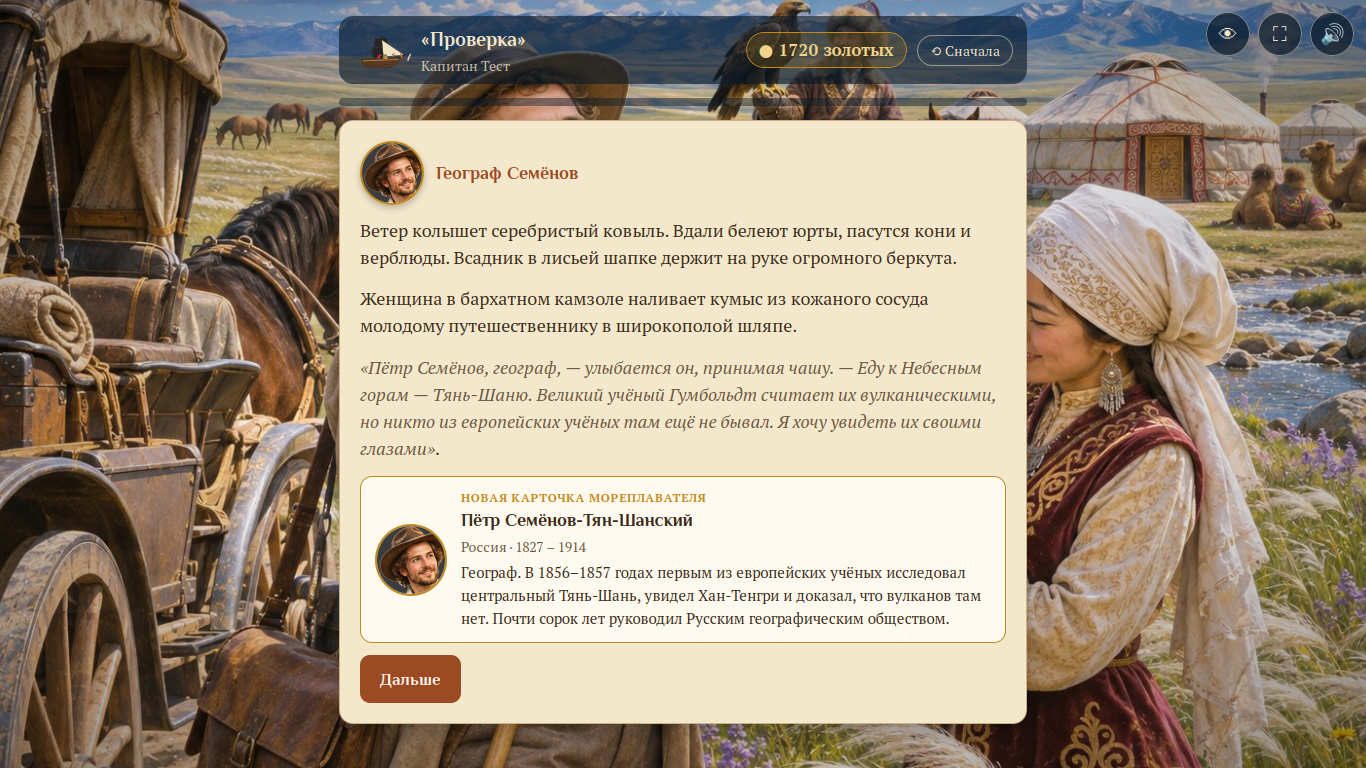 «Проверка»
Капитан Тест
1720 золотых
⟲ Сначала
Географ Семёнов
Ветер колышет серебристый ковыль. Вдали белеют юрты, пасутся кони и
верблюды. Всадник в лисьей шапке держит на руке огромного беркута.
Женщина в бархатном камзоле наливает кумыс из кожаного сосуда
молодому путешественнику в широкополой шляпе.
«Пётр Семёнов, географ, — улыбается он, принимая чашу. — Еду к Небесным
горам — Тянь-Шаню. Великий учёный Гумбольдт считает их вулканическими,
но никто из европейских учёных там ещё не бывал. Я хочу увидеть их своими
глазами».
НОВАЯ КАРТОЧКА МОРЕПЛАВАТЕЛЯ
Пётр Семёнов-Тян-Шанский
Россия · 1827 – 1914
Географ. В 1856–1857 годах первым из европейских учёных исследовал
центральный Тянь-Шань, увидел Хан-Тенгри и доказал, что вулканов там
нет. Почти сорок лет руководил Русским географическим обществом.
Дальше